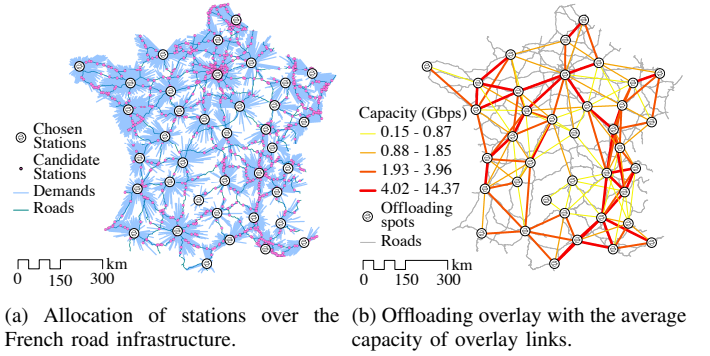 Chosen
Stations
Candidate
Stations
Demands
Roads
km
0 150 300
Capacity (Gbps)
0.15 - 0.87
0.88 - 1.85
1.93 - 3.96
4.02 - 14.37
Offloading
spots
Roads
km
0 150 300
(a) Allocation of stations over the
French road infrastructure.
(b) Offloading overlay with the average
capacity of overlay links.